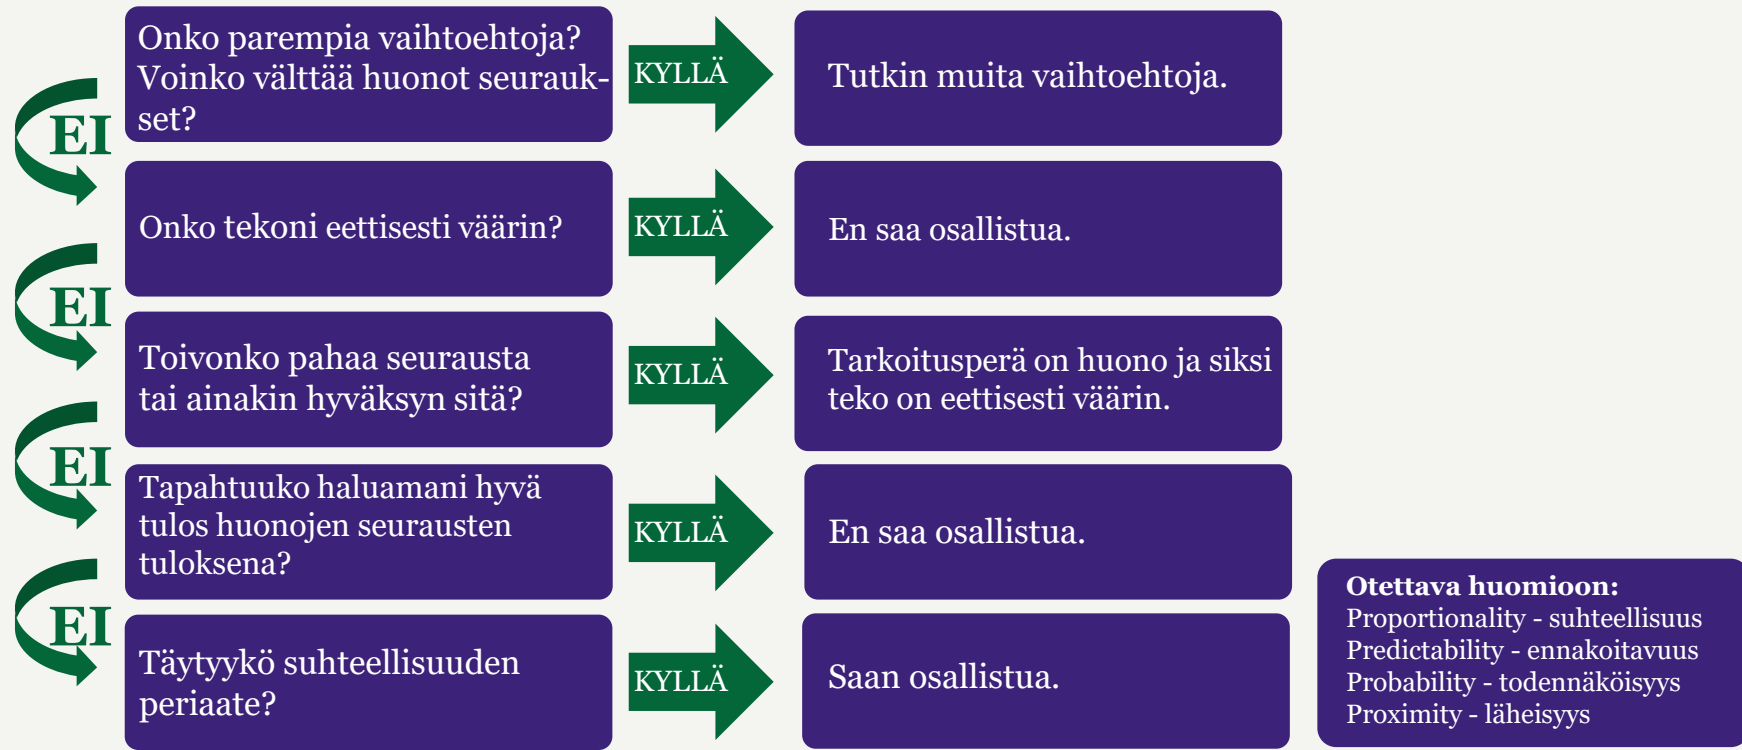 Onko parempia vaihtoehtoja?
Voinko välttää huonot seurauk-
set?
KYLLÄ
Tutkin muita vaihtoehtoja.
EI
Onko tekoni eettisesti väärin?
KYLLÄ
En saa osallistua.
EI
Toivonko pahaa seurausta
tai ainakin hyväksyn sitä?
KYLLÄ
Tarkoitusperä on huono ja siksi
teko on eettisesti väärin.
EI
Tapahtuuko haluamani hyvä
tulos huonojen seurausten
tuloksena?
KYLLÄ
En saa osallistua.
EI
Täytyykö suhteellisuuden
periaate?
KYLLÄ
Saan osallistua.
Otettava huomioon:
Proportionality - suhteellisuus
Predictability - ennakoitavuus
Probability - todennäköisyys
Proximity - läheisyys